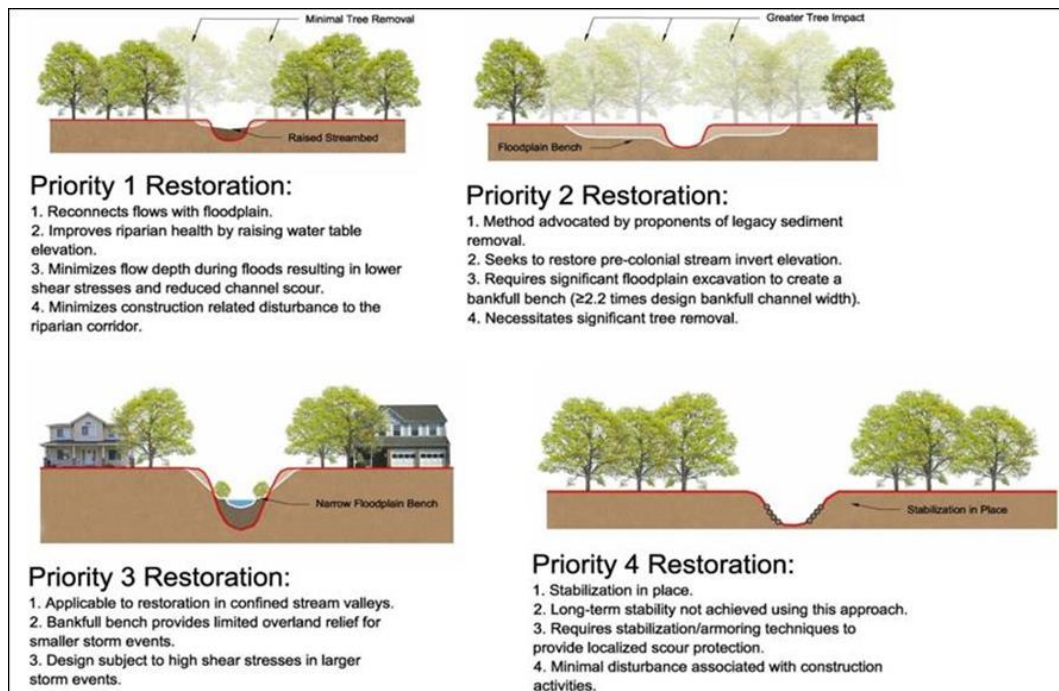 Minimal Tree Removal
Raised Streambed
Priority 1 Restoration:
1. Reconnects flows with floodplain.
2. Improves riparian health by raising water table
elevation.
3. Minimizes flow depth during floods resulting in lower
shear stresses and reduced channel scour.
4. Minimizes construction related disturbance to the
riparian corridor.
Greater Tree Impact
Floodplain Bench
Priority 2 Restoration:
1. Method advocated by proponents of legacy sediment
removal.
2. Seeks to restore pre-colonial stream invert elevation.
3. Requires significant floodplain excavation to create a
bankfull bench (≥2.2 times design bankfull channel width).
4. Necessitates significant tree removal.
Narrow Floodplain Bench
Priority 3 Restoration:
1. Applicable to restoration in confined stream valleys.
2. Bankfull bench provides limited overland relief for
smaller storm events.
3. Design subject to high shear stresses in larger
storm events.
Stabilization in Place
Priority 4 Restoration:
1. Stabilization in place.
2. Long-term stability not achieved using this approach.
3. Requires stabilization/armoring techniques to
provide localized scour protection.
4. Minimal disturbance associated with construction
activities.